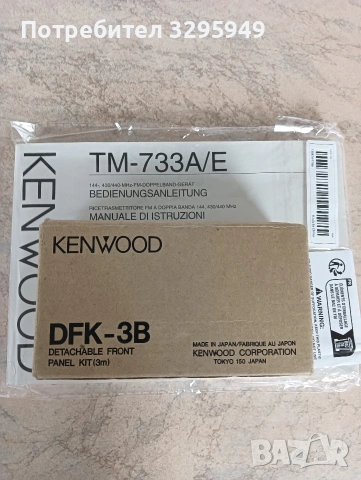 Потребител 3295949
KENWOOD
TM-733A/E
144-, 430/440-MHz-FM-DOPPELBAND-GERÄT
BEDIENUNGSANLEITUNG
RICETRASMETTITORE FM A DOPPIA BANDA 144, 430/440 MHz
MANUALE DI ISTRUZIONI
KENWOOD
DFK-3B
DETACHABLE FRONT
PANEL KIT (3m)
MADE IN JAPAN/FABRIQUE AU JAPON
KENWOOD CORPORATION
TOKYO 150 JAPAN
WARNING:
BAZAR